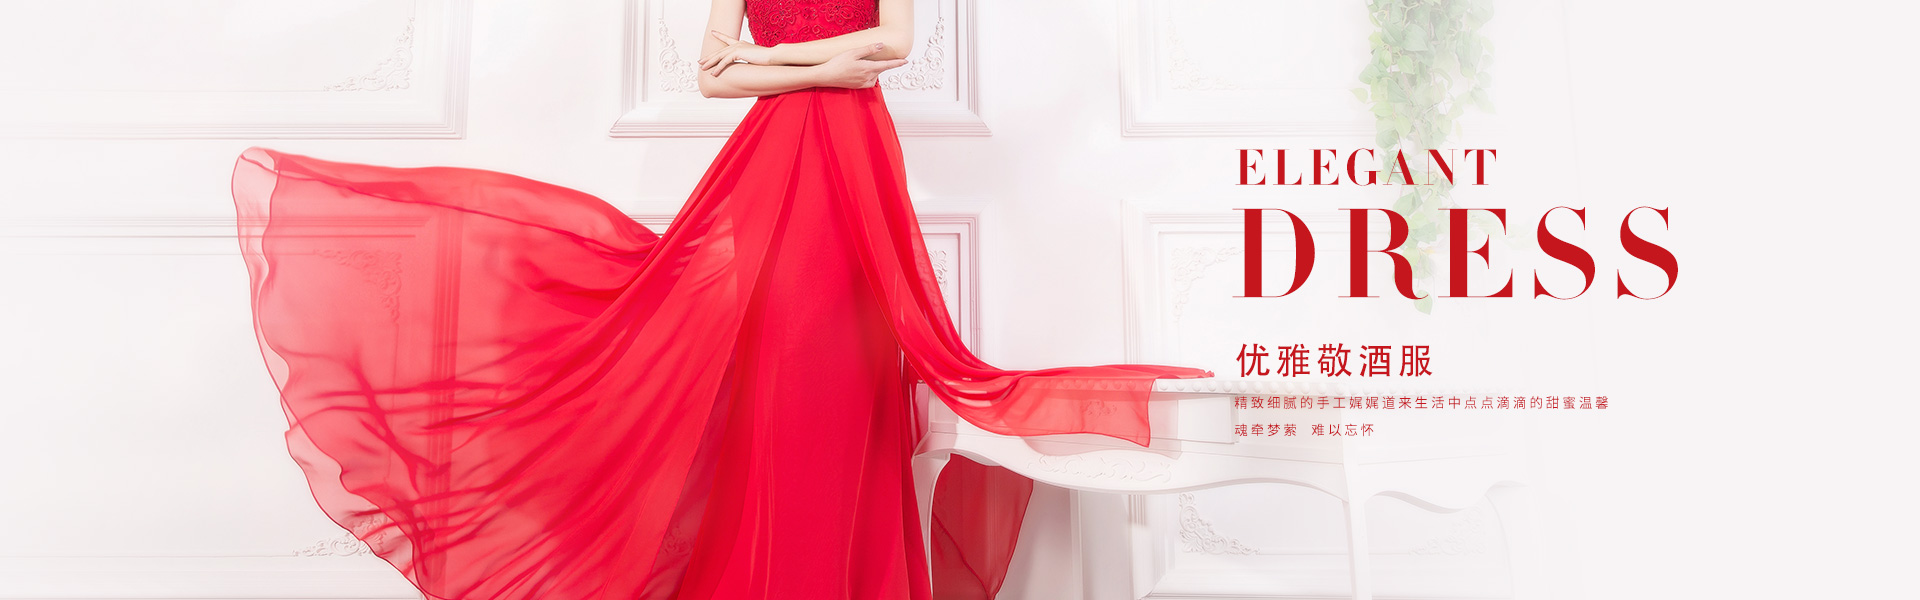 ELEGANT
DRESS
优雅敬酒服
精致细腻的手工娓娓道来生活中点点滴滴的甜蜜温馨
魂牵梦萦 难以忘怀